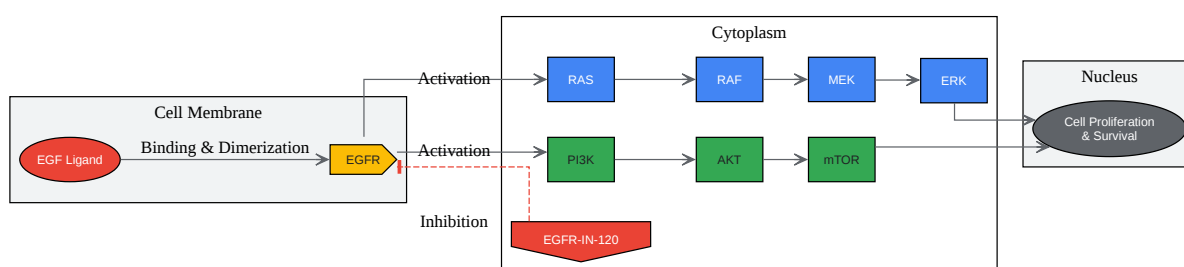 Cytoplasm
Nucleus
Cell Membrane
Activation
RAS
RAF
MEK
ERK
Cell Proliferation
& Survival
EGF Ligand
Binding & Dimerization
EGFR
Activation
PI3K
AKT
mTOR
Inhibition
EGFR-IN-120